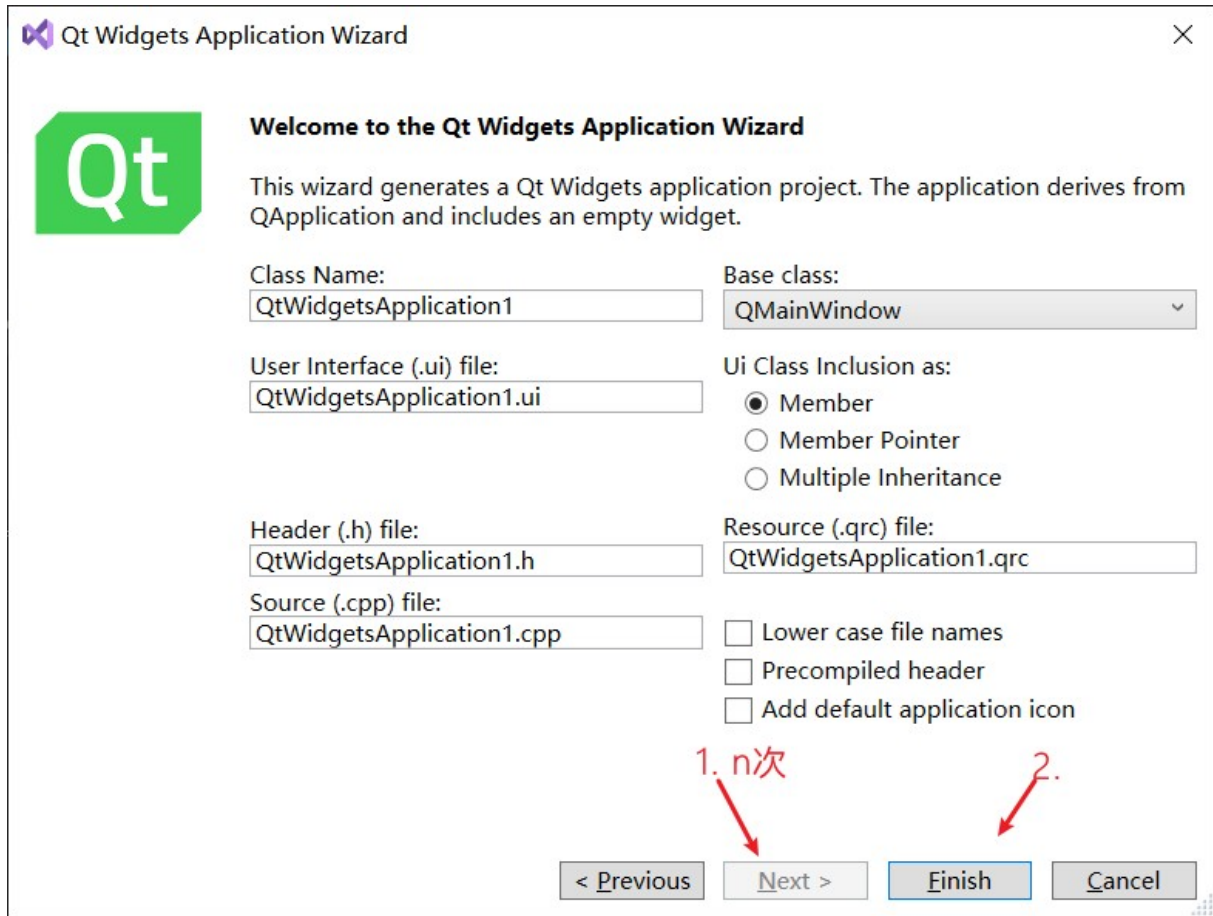 Qt Widgets Application Wizard
Qt
Welcome to the Qt Widgets Application Wizard
This wizard generates a Qt Widgets application project. The application derives from
QApplication and includes an empty widget.
Class Name:
QtWidgetsApplication1
Base class:
QMainWindow
User Interface (.ui) file:
QtWidgetsApplication1.ui
Ui Class Inclusion as:
Member
Member Pointer
Multiple Inheritance
Header (.h) file:
QtWidgetsApplication1.h
Resource (.qrc) file:
QtWidgetsApplication1.qrc
Source (.cpp) file:
QtWidgetsApplication1.cpp
Lower case file names
Precompiled header
Add default application icon
1. n次
2.
< Previous
Next >
Finish
Cancel